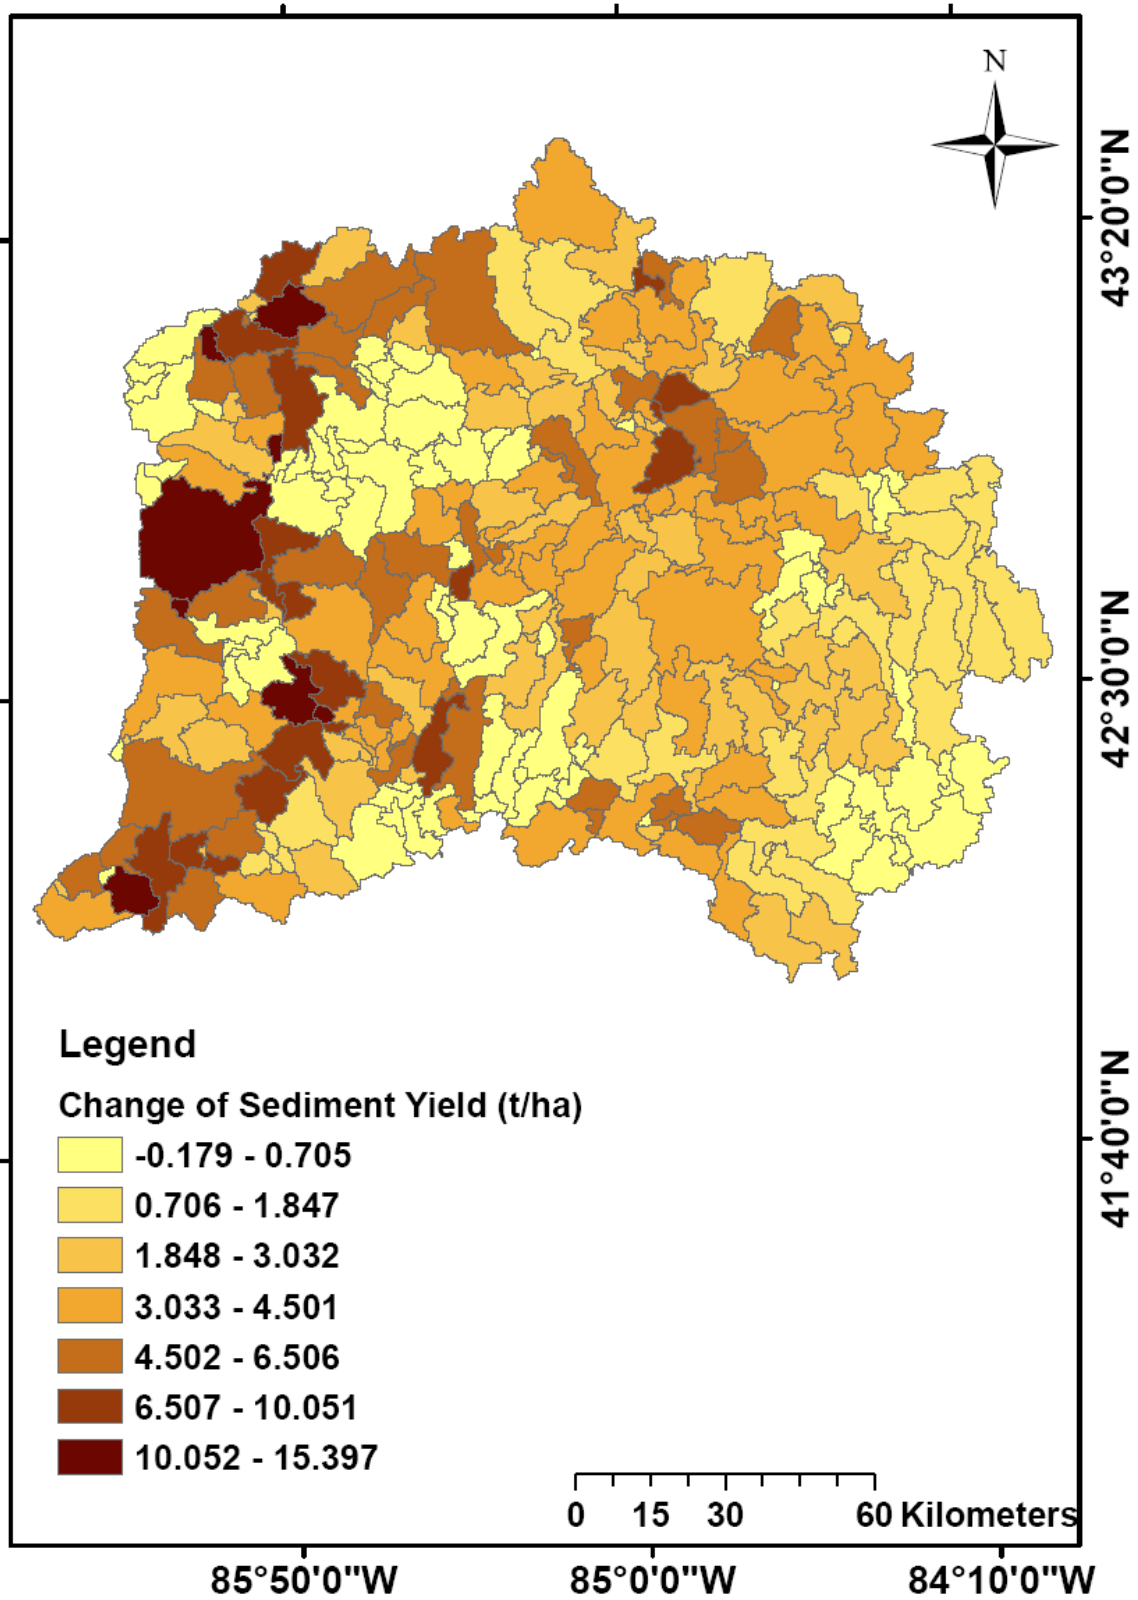 N
43°20'0"N
42°30'0"N
41°40'0"N
Legend
Change of Sediment Yield (t/ha)
-0.179 - 0.705
0.706 - 1.847
1.848 - 3.032
3.033 - 4.501
4.502 - 6.506
6.507 - 10.051
10.052 - 15.397
0 15 30 60 Kilometers
85°50'0"W 85°0'0"W 84°10'0"W